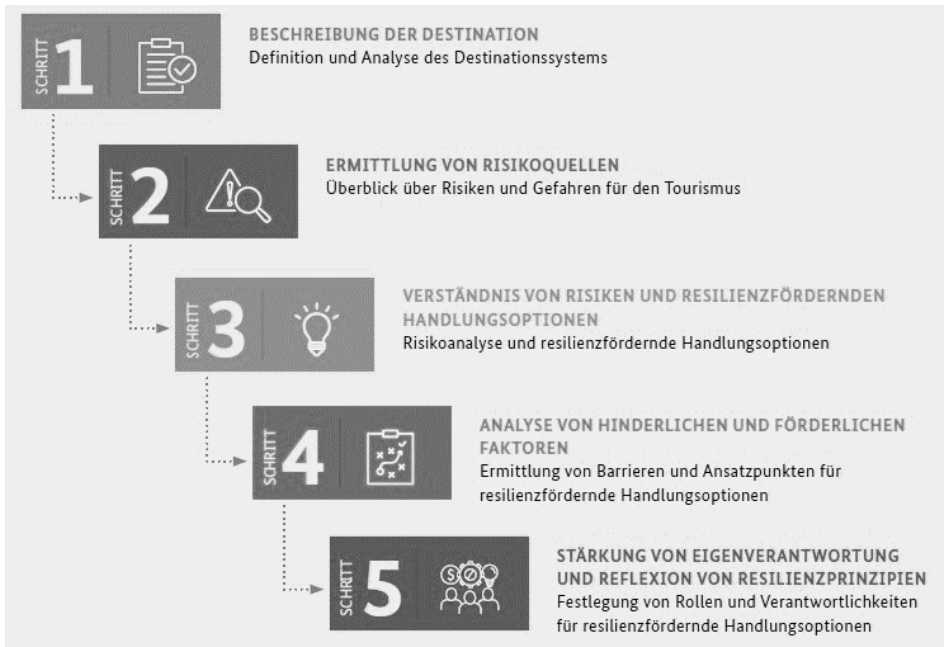 SCHRITT 1
BESCHREIBUNG DER DESTINATION
Definition und Analyse des Destinationssystems
SCHRITT 2
ERMITTLUNG VON RISIKOQUELLEN
Überblick über Risiken und Gefahren für den Tourismus
SCHRITT 3
VERSTÄNDNIS VON RISIKEN UND RESILIENZFÖRDERNDEN
HANDLUNGSOPTIONEN
Risikoanalyse und resilienzfördernde Handlungsoptionen
SCHRITT 4
ANALYSE VON HINDERLICHEN UND FÖRDERLICHEN
FAKTOREN
Ermittlung von Barrieren und Ansatzpunkten für
resilienzfördernde Handlungsoptionen
SCHRITT 5
STÄRKUNG VON EIGENVERANTWORTUNG
UND REFLEXION VON RESILIENZPRINZIPIEN
Festlegung von Rollen und Verantwortlichkeiten
für resilienzfördernde Handlungsoptionen